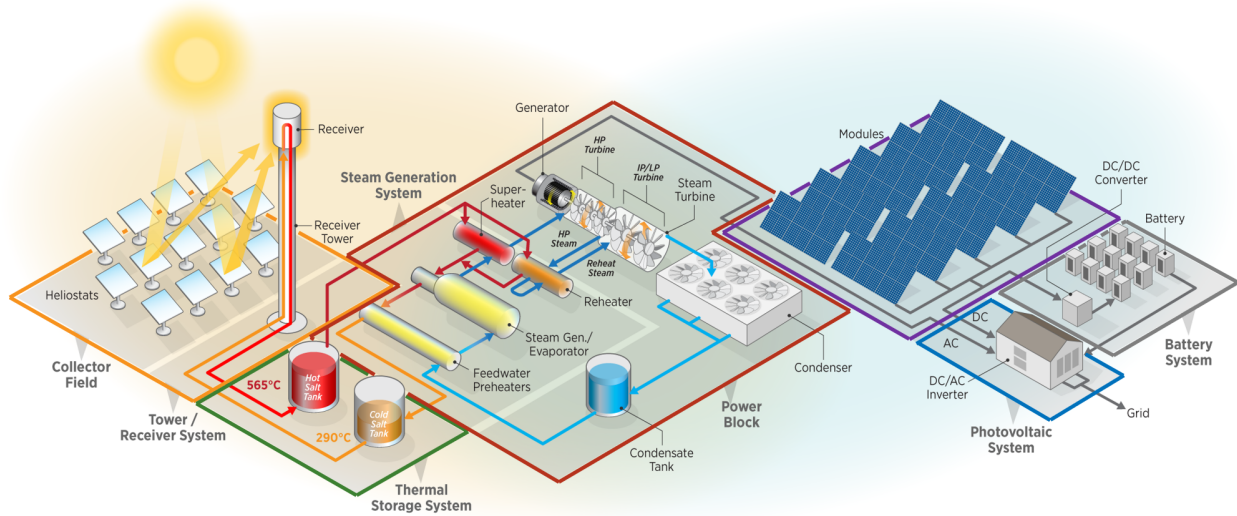 Generator
HP
Turbine
IP/LP
Turbine
Steam
Turbine
Receiver
Steam Generation
System
Super-
heater
HP
Steam
Reheat
Steam
Reheater
Receiver
Tower
Heliostats
Steam Gen./
Evaporator
Feedwater
Preheaters
565°C
Hot
Salt
Tank
Cold
Salt
Tank
290°C
Collector
Field
Tower /
Receiver System
Thermal
Storage System
Condensate
Tank
Condenser
Power
Block
Modules
DC/DC
Converter
Battery
DC
AC
DC/AC
Inverter
Battery
System
Grid
Photovoltaic
System